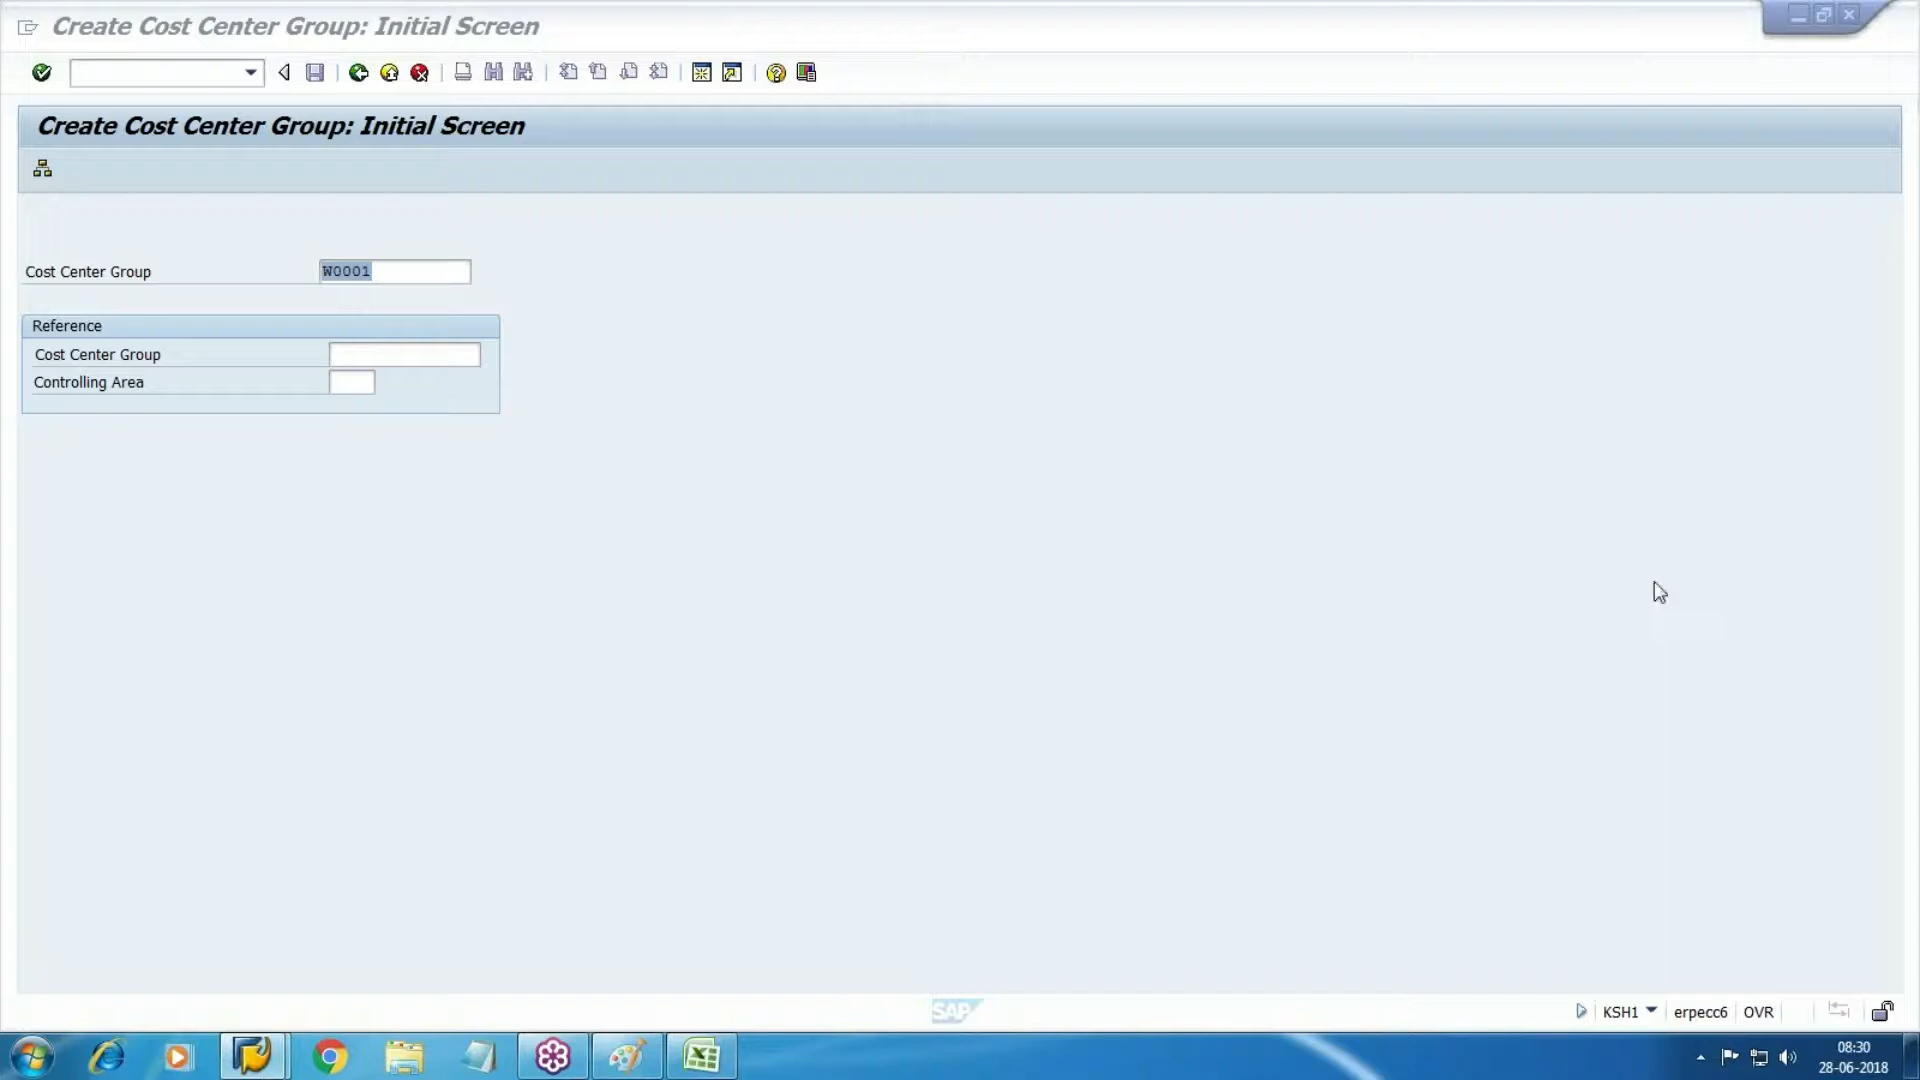 Create Cost Center Group: Initial Screen
Create Cost Center Group: Initial Screen
Cost Center Group W0001
Reference
Cost Center Group
Controlling Area
SAP
KSH1 erpecc6 OVR
08:30
28-06-2018